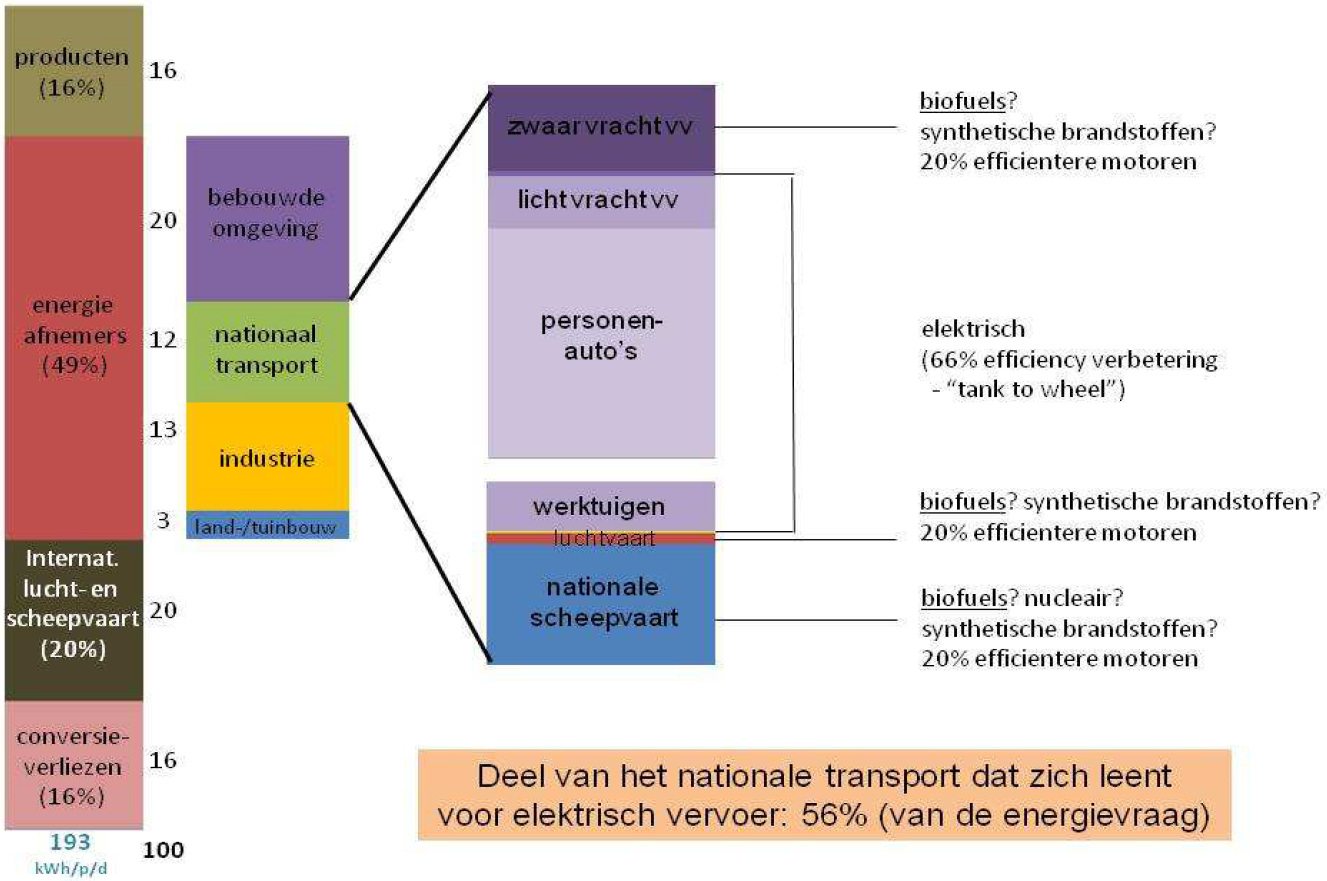 producten
(16%)
16
energie
afnemers
(49%)
Internat.
lucht- en
scheepvaart
(20%)
20
conversie-
verliezen
(16%)
16
193
kWh/p/d
100
bebouwde
omgeving
20
nationaal
transport
12
industrie
13
land-/tuinbouw
3
zwaar vracht vv
licht vracht vv
personen-
auto's
werktuigen
luchtvaart
nationale
scheepvaart
biofuels?
synthetische brandstoffen?
20% efficientere motoren
elektrisch
(66% efficiency verbetering
- “tank to wheel”)
biofuels? synthetische brandstoffen?
20% efficientere motoren
biofuels? nucleair?
synthetische brandstoffen?
20% efficientere motoren
Deel van het nationale transport dat zich leent
voor elektrisch vervoer: 56% (van de energievraag)